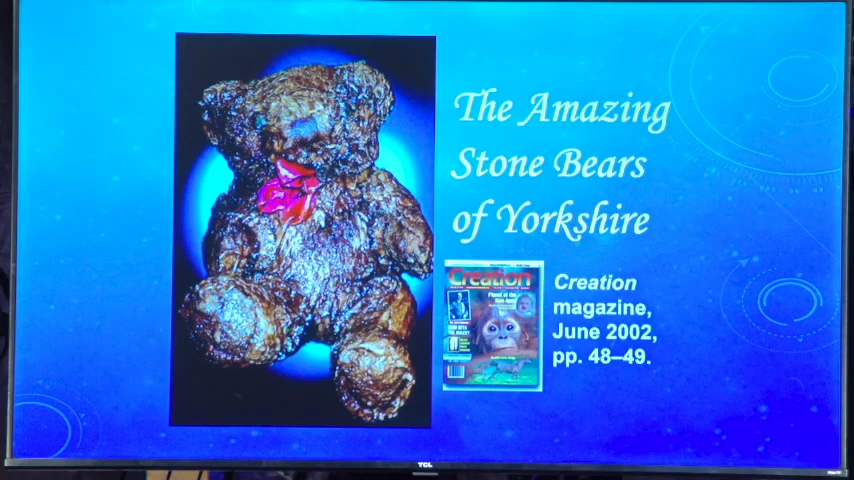 The Amazing
Stone Bears
of Yorkshire
Creation
Creation
magazine,
June 2002,
pp. 48–49.
TCL